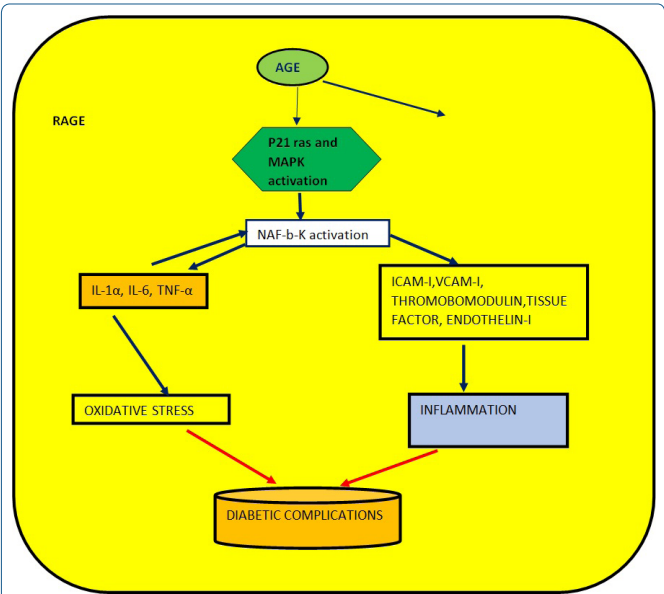 AGE
RAGE
P21 ras and
MAPK
activation
NAF-b-K activation
IL-1α, IL-6, TNF-α
ICAM-I,VCAM-I,
THROMOBOMODULIN,TISSUE
FACTOR, ENDOTHELIN-I
OXIDATIVE STRESS
INFLAMMATION
DIABETIC COMPLICATIONS